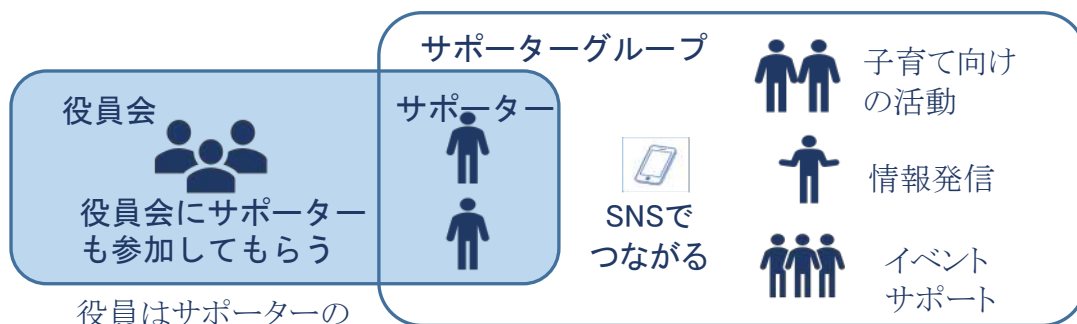 サポーターグループ
役員会
サポーター
役員会にサポーター
も参加してもらう
SNSで
つながる
子育て向け
の活動
情報発信
イベント
サポート
役員はサポーターの